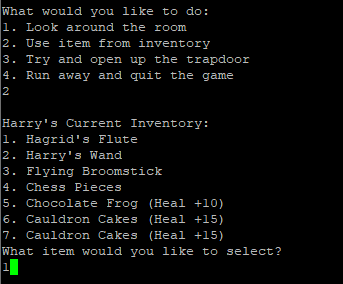 What would you like to do:
1. Look around the room
2. Use item from inventory
3. Try and open up the trapdoor
4. Run away and quit the game
2
Harry's Current Inventory:
1. Hagrid's Flute
2. Harry's Wand
3. Flying Broomstick
4. Chess Pieces
5. Chocolate Frog (Heal +10)
6. Cauldron Cakes (Heal +15)
7. Cauldron Cakes (Heal +15)
What item would you like to select?
1